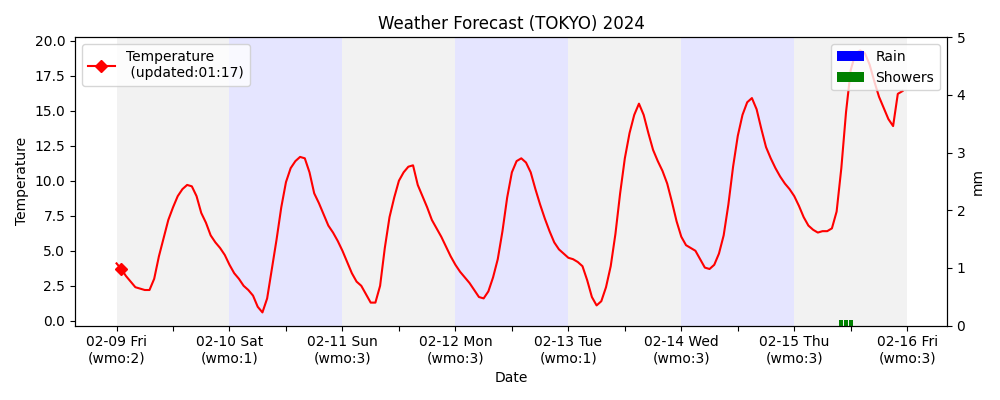 Weather Forecast (TOKYO) 2024
Temperature
(updated:01:17)
Rain
Showers
20.0
17.5
15.0
12.5
10.0
7.5
5.0
2.5
0.0
Temperature
5
4
3
2
1
0
mm
02-09 Fri
(wmo:2)
02-10 Sat
(wmo:1)
02-11 Sun
(wmo:3)
02-12 Mon
(wmo:3)
02-13 Tue
(wmo:1)
02-14 Wed
(wmo:3)
02-15 Thu
(wmo:3)
02-16 Fri
(wmo:3)
Date